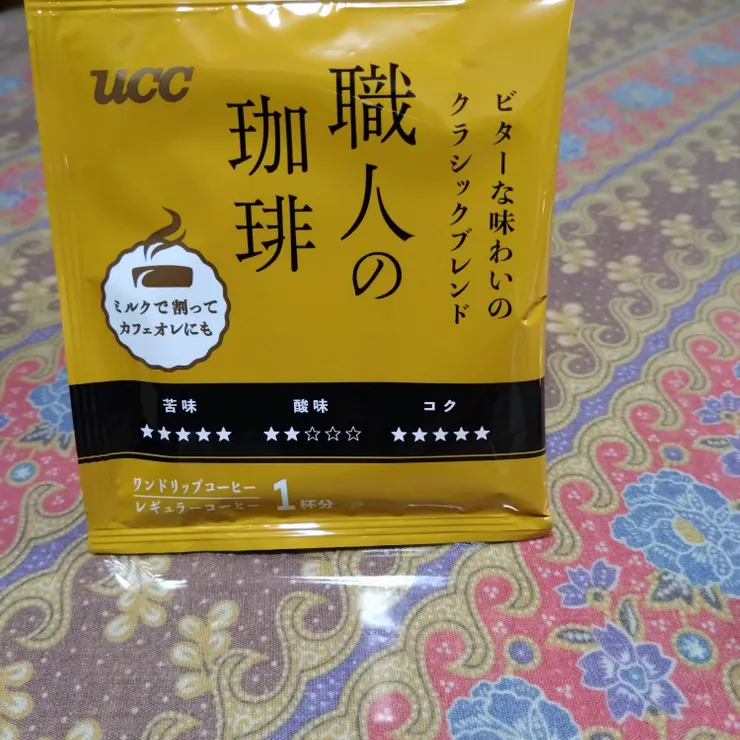 ucc
職人の
珈琲
ビターな味わいの
クラシックブレンド
ミルクで割って
カフェオレにも
苦味 酸味 コク
★★★★★ ★★☆☆☆ ★★★★★
ワンドリップコーヒー
レギュラーコーヒー
1杯分